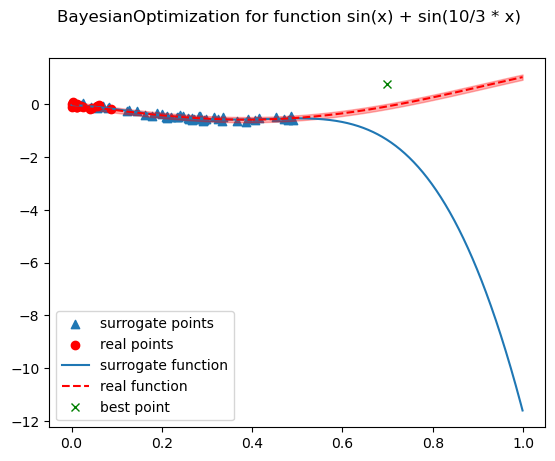 BayesianOptimization for function sin(x) + sin(10/3 * x)
0
−2
−4
−6
−8
−10
−12
0.0 0.2 0.4 0.6 0.8 1.0
surrogate points
real points
surrogate function
real function
best point